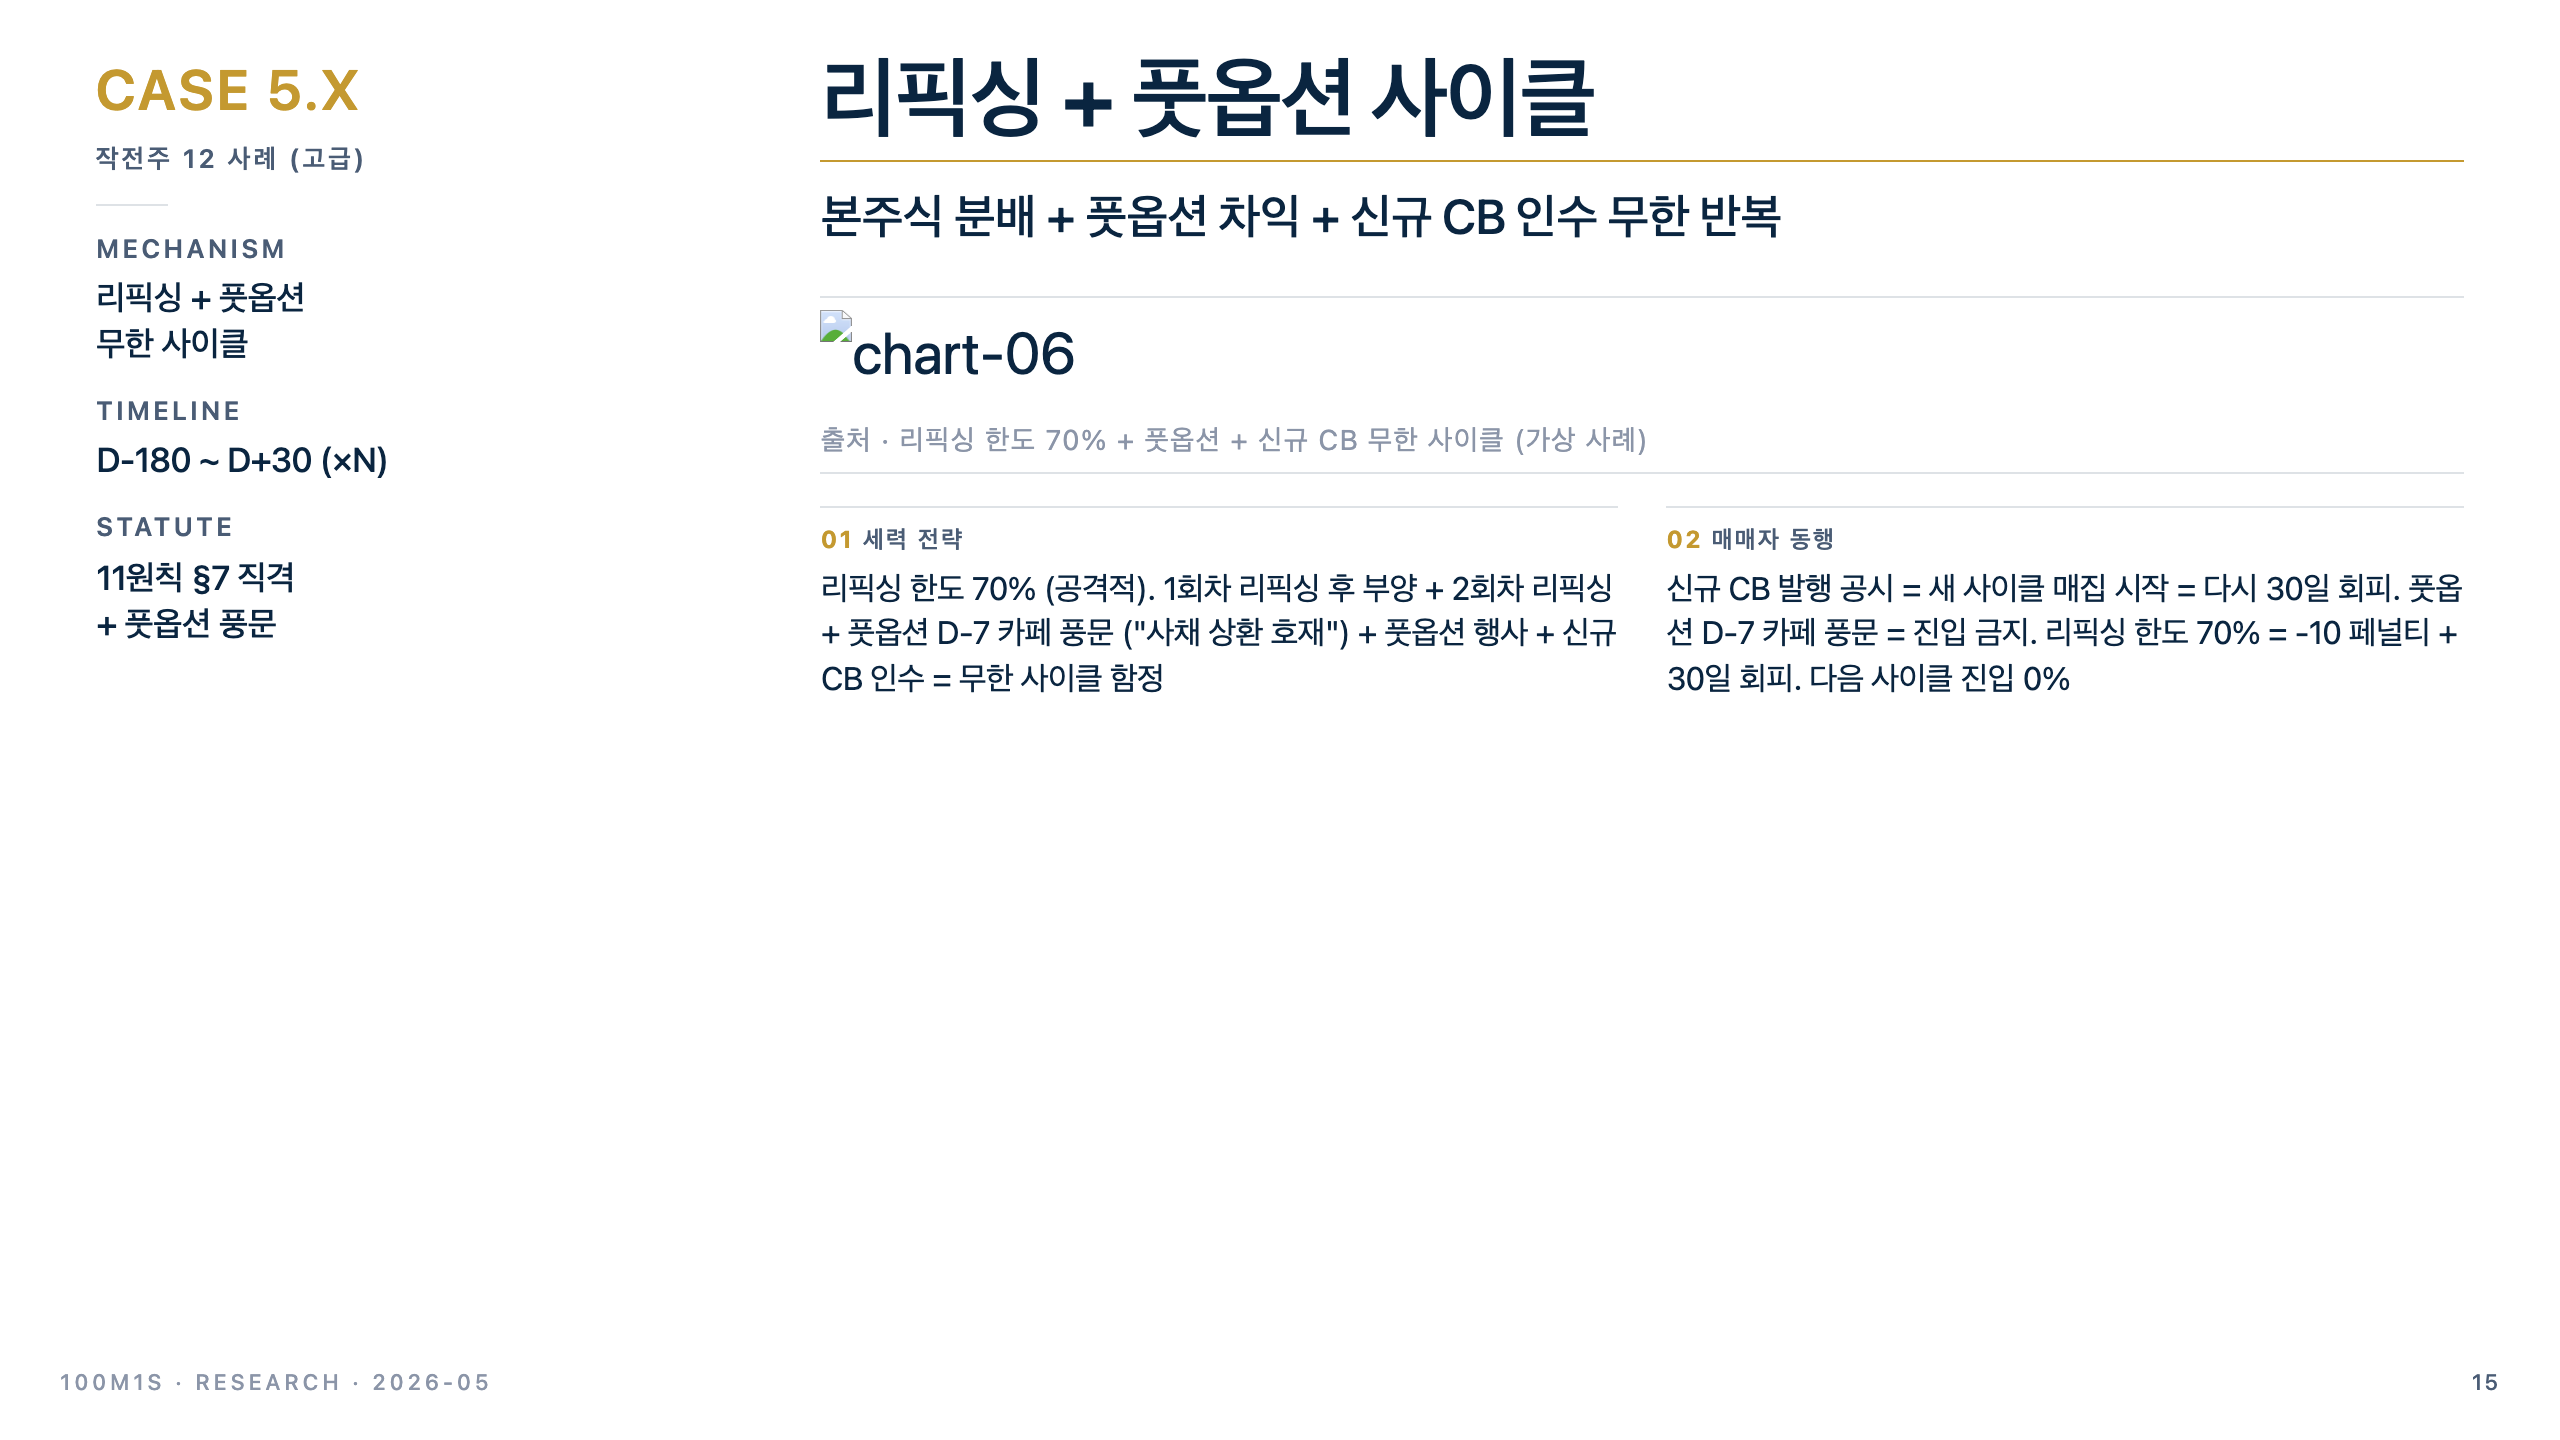 CASE 5.X
작전주 12 사례 (고급)
MECHANISM
리픽싱 + 풋옵션
무한 사이클
TIMELINE
D-180 ~ D+30 (×N)
STATUTE
11원칙 §7 직격
+ 풋옵션 풍문
리픽싱 + 풋옵션 사이클
본주식 분배 + 풋옵션 차익 + 신규 CB 인수 무한 반복
chart-06
출처 · 리픽싱 한도 70% + 풋옵션 + 신규 CB 무한 사이클 (가상 사례)
01 세력 전략
리픽싱 한도 70% (공격적). 1회차 리픽싱 후 부양 + 2회차 리픽싱
+ 풋옵션 D-7 카페 풍문 ("사채 상환 호재") + 풋옵션 행사 + 신규
CB 인수 = 무한 사이클 함정
02 매매자 동행
신규 CB 발행 공시 = 새 사이클 매집 시작 = 다시 30일 회피. 풋옵
션 D-7 카페 풍문 = 진입 금지. 리픽싱 한도 70% = -10 페널티 +
30일 회피. 다음 사이클 진입 0%
100M1S · RESEARCH · 2026-05
15